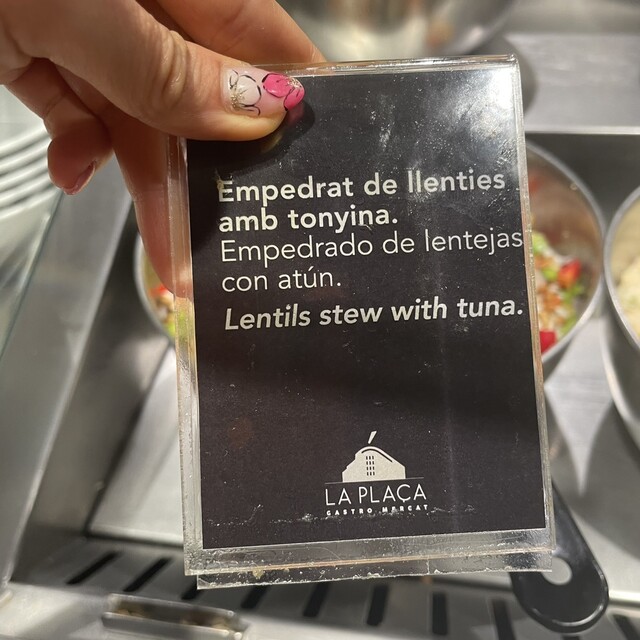 Empedrat de llenties
amb tonyina.
Empedrado de lentejas
con atún.
Lentils stew with tuna.
LA PLAÇA
GASTRO MERCAT